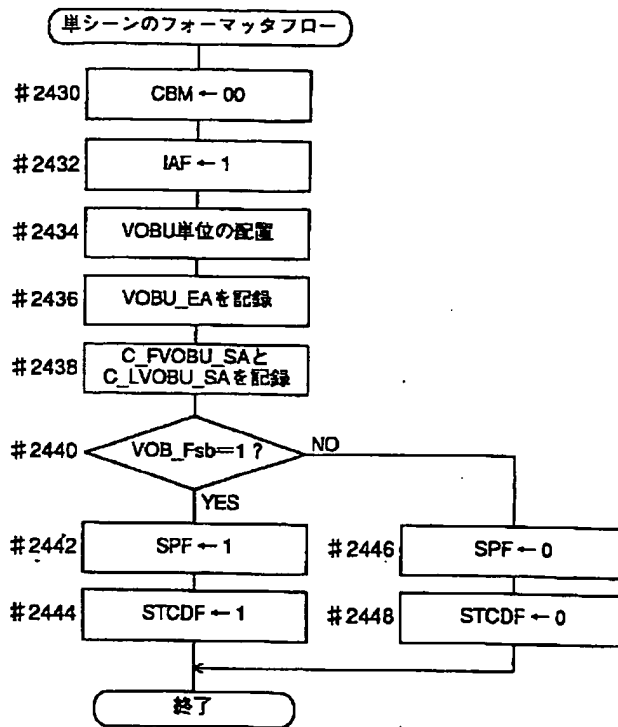 単シーンのフォーマッタフロー
#2430
CBM ← 00
#2432
IAF ← 1
#2434
VOBU単位の配置
#2436
VOBU_EAを記録
#2438
C_FVOBU_SAと
C_LVOBU_SAを記録
#2440
VOB_Fsb=1?
NO
YES
#2442
SPF ← 1
#2446
SPF ← 0
#2444
STCDF ← 1
#2448
STCDF ← 0
終了